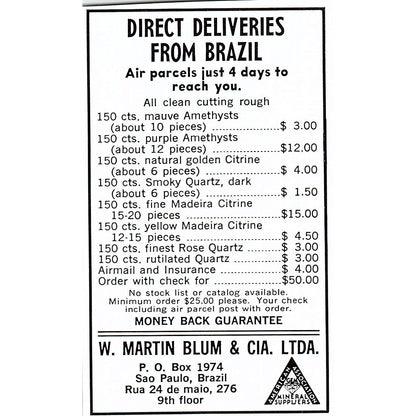 DIRECT DELIVERIES
FROM BRAZIL
Air parcels just 4 days to
reach you.
All clean cutting rough
150 cts. mauve Amethysts
(about 10 pieces) ....................$ 3.00
150 cts. purple Amethysts
(about 12 pieces) ....................$12.00
150 cts. natural golden Citrine
(about 6 pieces) ......................$ 4.00
150 cts. Smoky Quartz, dark
(about 6 pieces) ......................$ 1.50
150 cts. fine Madeira Citrine
15-20 pieces ..........................$15.00
150 cts. yellow Madeira Citrine
12-15 pieces ..........................$ 4.50
150 cts. finest Rose Quartz ......$ 3.00
150 cts. rutilated Quartz ..........$ 3.00
Airmail and Insurance ..............$ 4.00
Order with check for ................$50.00
No stock list or catalog available.
Minimum order $25.00 please. Your check
including air parcel post with order.
MONEY BACK GUARANTEE
W. MARTIN BLUM & CIA. LTDA.
P. O. Box 1974
Sao Paulo, Brazil
Rua 24 de maio, 276
9th floor
AMERICAN ASSOCIATION
MINERAL
SUPPLIERS